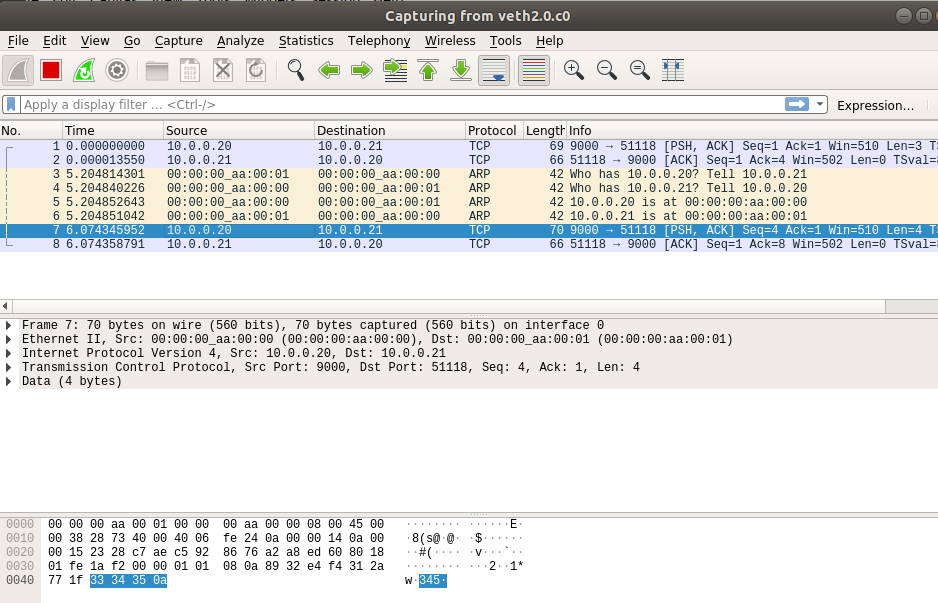 Capturing from veth2.0.c0
File Edit View Go Capture Analyze Statistics Telephony Wireless Tools Help
Apply a display filter ... <Ctrl-/> Expression...
No. Time Source Destination Protocol Length Info
1 0.000000000 10.0.0.20 10.0.0.21 TCP 69 9000 → 51118 [PSH, ACK] Seq=1 Ack=1 Win=510 Len=3 T
2 0.000013550 10.0.0.21 10.0.0.20 TCP 66 51118 → 9000 [ACK] Seq=1 Ack=4 Win=502 Len=0 TSval=
3 5.204814301 00:00:00_aa:00:01 00:00:00_aa:00:00 ARP 42 Who has 10.0.0.20? Tell 10.0.0.21
4 5.204840226 00:00:00_aa:00:00 00:00:00_aa:00:01 ARP 42 Who has 10.0.0.21? Tell 10.0.0.20
5 5.204852643 00:00:00_aa:00:00 00:00:00_aa:00:01 ARP 42 10.0.0.20 is at 00:00:00:aa:00:00
6 5.204851042 00:00:00_aa:00:01 00:00:00_aa:00:00 ARP 42 10.0.0.21 is at 00:00:00:aa:00:01
7 6.074345952 10.0.0.20 10.0.0.21 TCP 70 9000 → 51118 [PSH, ACK] Seq=4 Ack=1 Win=510 Len=4 T
8 6.074358791 10.0.0.21 10.0.0.20 TCP 66 51118 → 9000 [ACK] Seq=1 Ack=8 Win=502 Len=0 TSval=
Frame 7: 70 bytes on wire (560 bits), 70 bytes captured (560 bits) on interface 0
Ethernet II, Src: 00:00:00_aa:00:00 (00:00:00:aa:00:00), Dst: 00:00:00_aa:00:01 (00:00:00:aa:00:01)
Internet Protocol Version 4, Src: 10.0.0.20, Dst: 10.0.0.21
Transmission Control Protocol, Src Port: 9000, Dst Port: 51118, Seq: 4, Ack: 1, Len: 4
Data (4 bytes)
0000 00 00 00 aa 00 01 00 00 00 aa 00 00 08 00 45 00 ········ ······E·
0010 00 38 28 73 40 00 40 06 fe 24 0a 00 00 14 0a 00 ·8(s@·@· ·$······
0020 00 15 23 28 c7 ae c5 92 86 76 a2 a8 ed 60 80 18 ··#(···· ·v···`··
0030 01 fe 1a f2 00 00 01 01 08 0a 89 32 e4 f4 31 2a ········ ···2··1*
0040 77 1f 33 34 35 0a w·345·